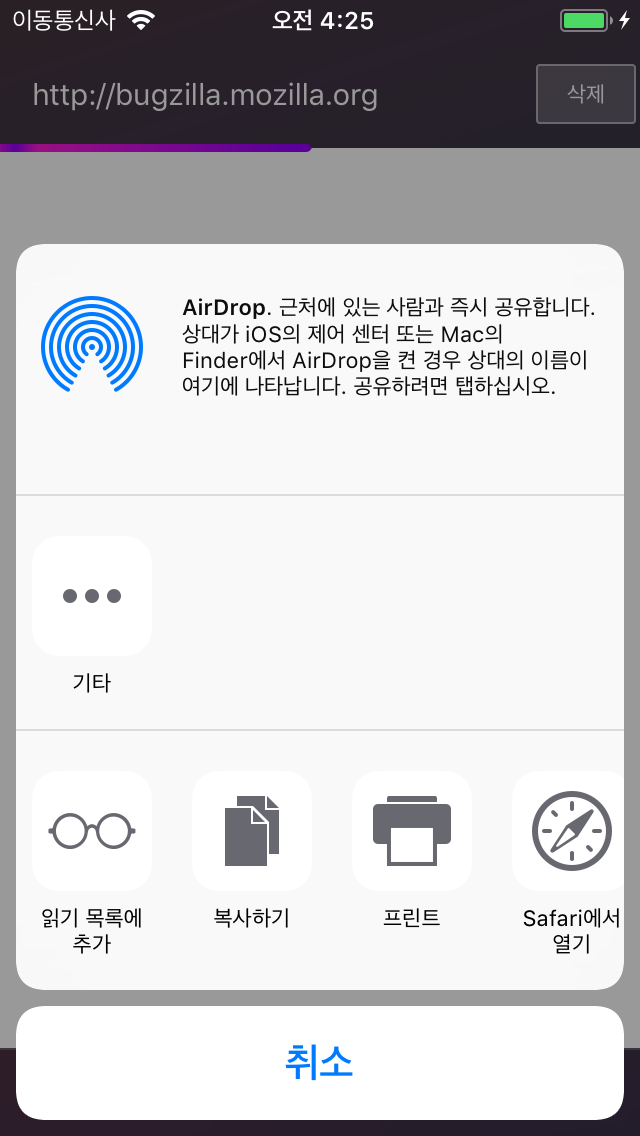 이동통신사
오전 4:25
http://bugzilla.mozilla.org
삭제
AirDrop. 근처에 있는 사람과 즉시 공유합니다.
상대가 iOS의 제어 센터 또는 Mac의
Finder에서 AirDrop을 켠 경우 상대의 이름이
여기에 나타납니다. 공유하려면 탭하십시오.
기타
읽기 목록에
추가
복사하기
프린트
Safari에서
열기
취소